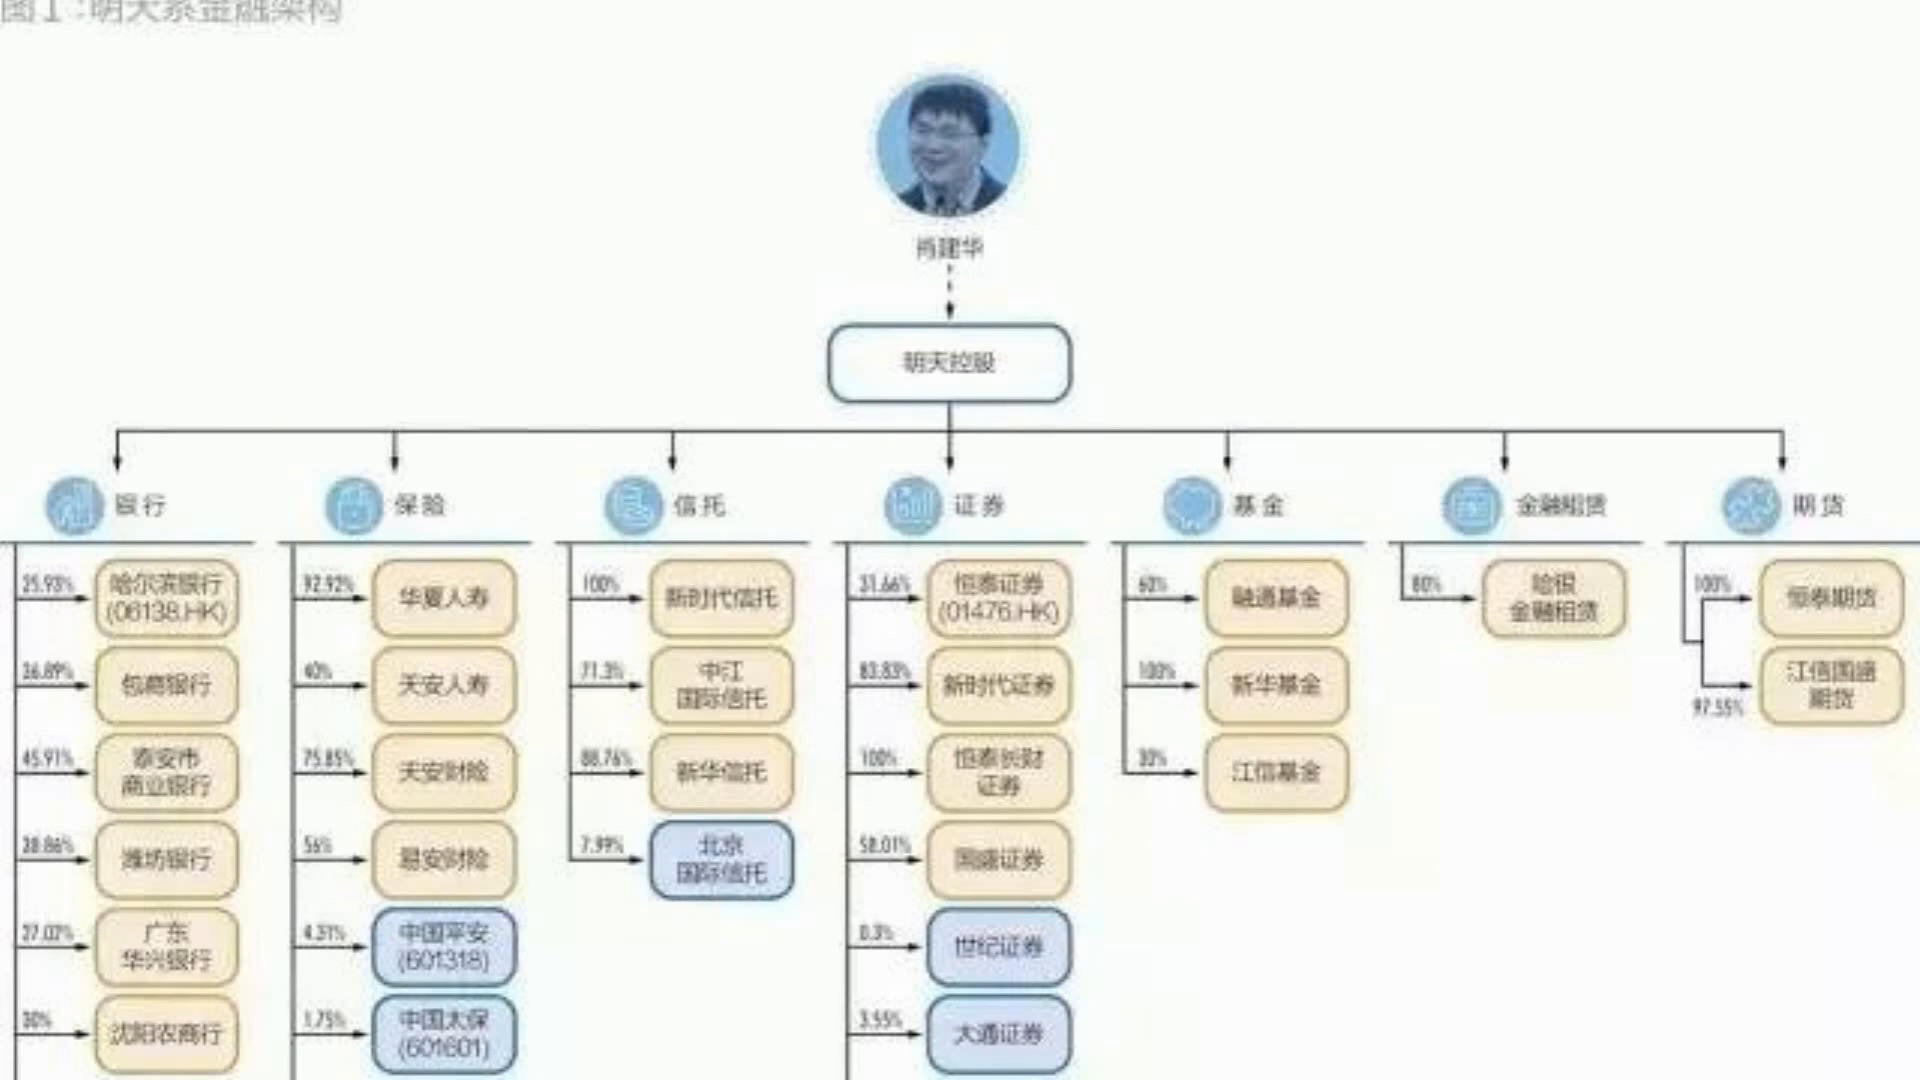 图1:明天系金融架构
肖建华
明天控股
银行
保险
信托
证券
基金
金融租赁
期货
25.93%
哈尔滨银行
(06138.HK)
26.89%
包商银行
45.91%
泰安市
商业银行
28.86%
潍坊银行
27.02%
广东
华兴银行
30%
沈阳农商行
92.92%
华夏人寿
40%
天安人寿
75.85%
天安财险
56%
易安财险
4.31%
中国平安
(601318)
1.75%
中国太保
(601601)
100%
新时代信托
71.3%
中江
国际信托
88.76%
新华信托
7.99%
北京
国际信托
31.66%
恒泰证券
(01476.HK)
83.83%
新时代证券
100%
恒泰长财
证券
58.01%
国盛证券
0.3%
世纪证券
3.55%
大通证券
60%
融通基金
100%
新华基金
30%
江信基金
80%
哈银
金融租赁
100%
恒泰期货
97.55%
江信国盛
期货